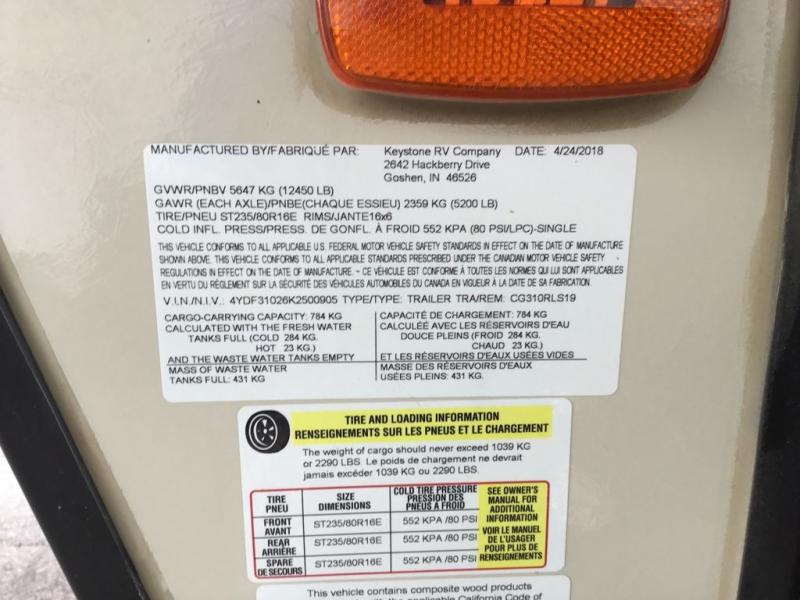 MANUFACTURED BY/FABRIQUÉ PAR: Keystone RV Company DATE: 4/24/2018
2642 Hackberry Drive
Goshen, IN 46526
GVWR/PNBV 5647 KG (12450 LB)
GAWR (EACH AXLE)/PNBE(CHAQUE ESSIEU) 2359 KG (5200 LB)
TIRE/PNEU ST235/80R16E RIMS/JANTE16x6
COLD INFL. PRESS/PRESS. DE GONFL. À FROID 552 KPA (80 PSI/LPC)-SINGLE
THIS VEHICLE CONFORMS TO ALL APPLICABLE U.S. FEDERAL MOTOR VEHICLE SAFETY STANDARDS IN EFFECT ON THE DATE OF MANUFACTURE
SHOWN ABOVE. THIS VEHICLE CONFORMS TO ALL APPLICABLE STANDARDS PRESCRIBED UNDER THE CANADIAN MOTOR VEHICLE SAFETY
REGULATIONS IN EFFECT ON THE DATE OF MANUFACTURE. - CE VÉHICULE EST CONFORME À TOUTES LES NORMES QUI LUI SONT APPLICABLES
EN VERTU DU RÉGLEMENT SUR LA SÉCURITÉ DES VÉHICULES AUTOMOBILES DU CANADA EN VIGUEUR À LA DATE DE SA FABRICATION.
V.I.N./N.I.V.: 4YDF31026K2500905 TYPE/TYPE: TRAILER TRA/REM: CG310RLS19
CARGO-CARRYING CAPACITY: 784 KG
CALCULATED WITH THE FRESH WATER
TANKS FULL (COLD 284 KG.
HOT 23 KG.)
AND THE WASTE WATER TANKS EMPTY
MASS OF WASTE WATER
TANKS FULL: 431 KG
CAPACITÉ DE CHARGEMENT: 784 KG
CALCULÉE AVEC LES RÉSERVOIRS D'EAU
DOUCE PLEINS (FROID 284 KG.
CHAUD 23 KG.)
ET LES RÉSERVOIRS D'EAUX USÉES VIDES
MASSE DES RÉSERVOIRS D'EAUX
USÉES PLEINS: 431 KG.
TIRE AND LOADING INFORMATION
RENSEIGNEMENTS SUR LES PNEUS ET LE CHARGEMENT
The weight of cargo should never exceed 1039 KG
or 2290 LBS. Le poids de chargement ne devrait
jamais excéder 1039 KG ou 2290 LBS.
TIRE
PNEU
SIZE
DIMENSIONS
COLD TIRE PRESSURE
PRESSION DES
PNEUS A FROID
FRONT
AVANT
ST235/80R16E
552 KPA /80 PSI
REAR
ARRIÈRE
ST235/80R16E
552 KPA /80 PSI
SPARE
DE SECOURS
ST235/80R16E
552 KPA /80 PSI
SEE OWNER'S
MANUAL FOR
ADDITIONAL
INFORMATION
VOIR LE MANUEL
DE L'USAGER
POUR PLUS DE
RENSEIGNEMENTS
This vehicle contains composite wood products
with the applicable California Code of